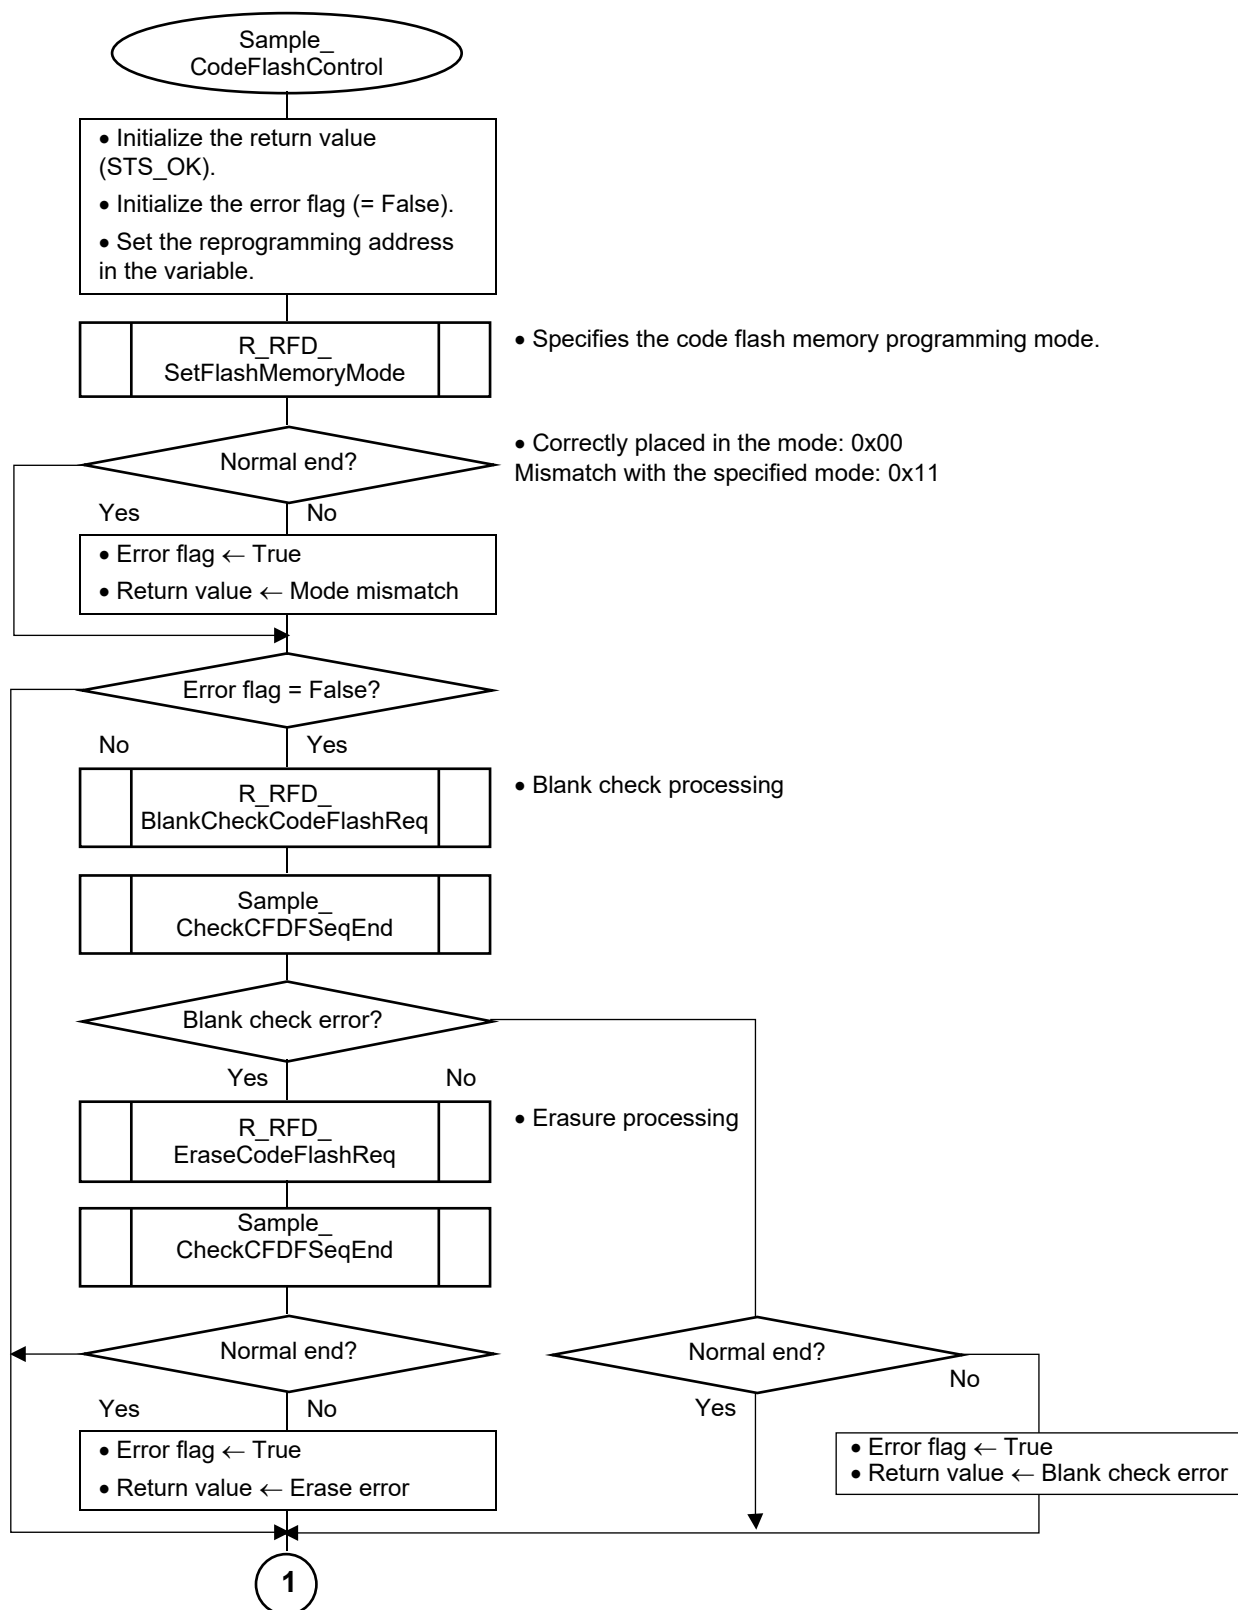 Sample_
CodeFlashControl
• Initialize the return value
(STS_OK).
• Initialize the error flag (= False).
• Set the reprogramming address
in the variable.
R_RFD_
SetFlashMemoryMode
• Specifies the code flash memory programming mode.
Normal end?
• Correctly placed in the mode: 0x00
Mismatch with the specified mode: 0x11
Yes
No
• Error flag ← True
• Return value ← Mode mismatch
Error flag = False?
No
Yes
R_RFD_
BlankCheckCodeFlashReq
• Blank check processing
Sample_
CheckCFDFSeqEnd
Blank check error?
Yes
No
R_RFD_
EraseCodeFlashReq
• Erasure processing
Sample_
CheckCFDFSeqEnd
Normal end?
Normal end?
No
Yes
No
Yes
• Error flag ← True
• Return value ← Erase error
• Error flag ← True
• Return value ← Blank check error
1